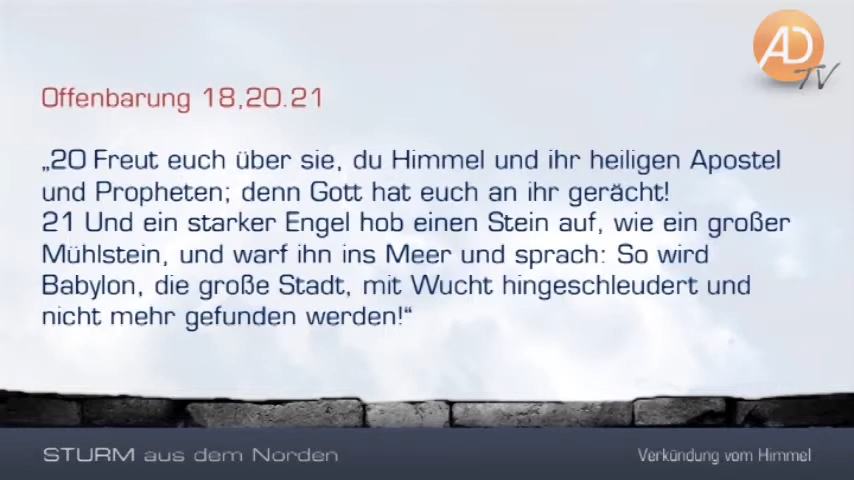 AD
TV
Offenbarung 18,20.21
„20 Freut euch über sie, du Himmel und ihr heiligen Apostel
und Propheten; denn Gott hat euch an ihr gerächt!
21 Und ein starker Engel hob einen Stein auf, wie ein großer
Mühlstein, und warf ihn ins Meer und sprach: So wird
Babylon, die große Stadt, mit Wucht hingeschleudert und
nicht mehr gefunden werden!“
STURM aus dem Norden
Verkündung vom Himmel